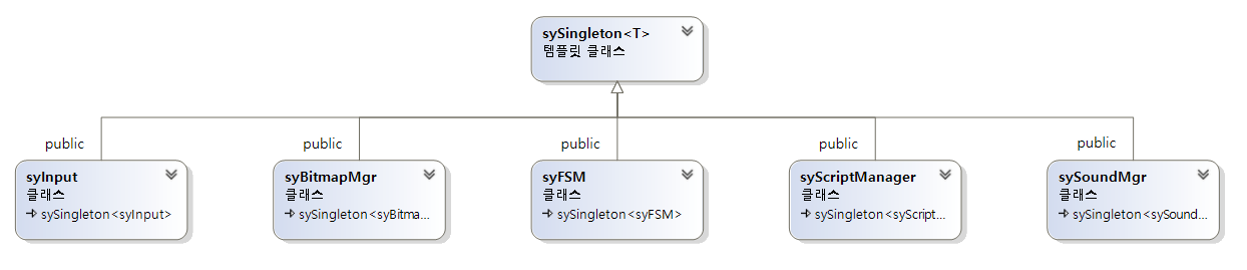 sySingleton<T>
템플릿 클래스
public
public
public
public
public
syInput
클래스
sySingleton<syInput>
syBitmapMgr
클래스
sySingleton<syBitma...
syFSM
클래스
sySingleton<syFSM>
syScriptManager
클래스
sySingleton<syScript...
sySoundMgr
클래스
sySingleton<sySound...